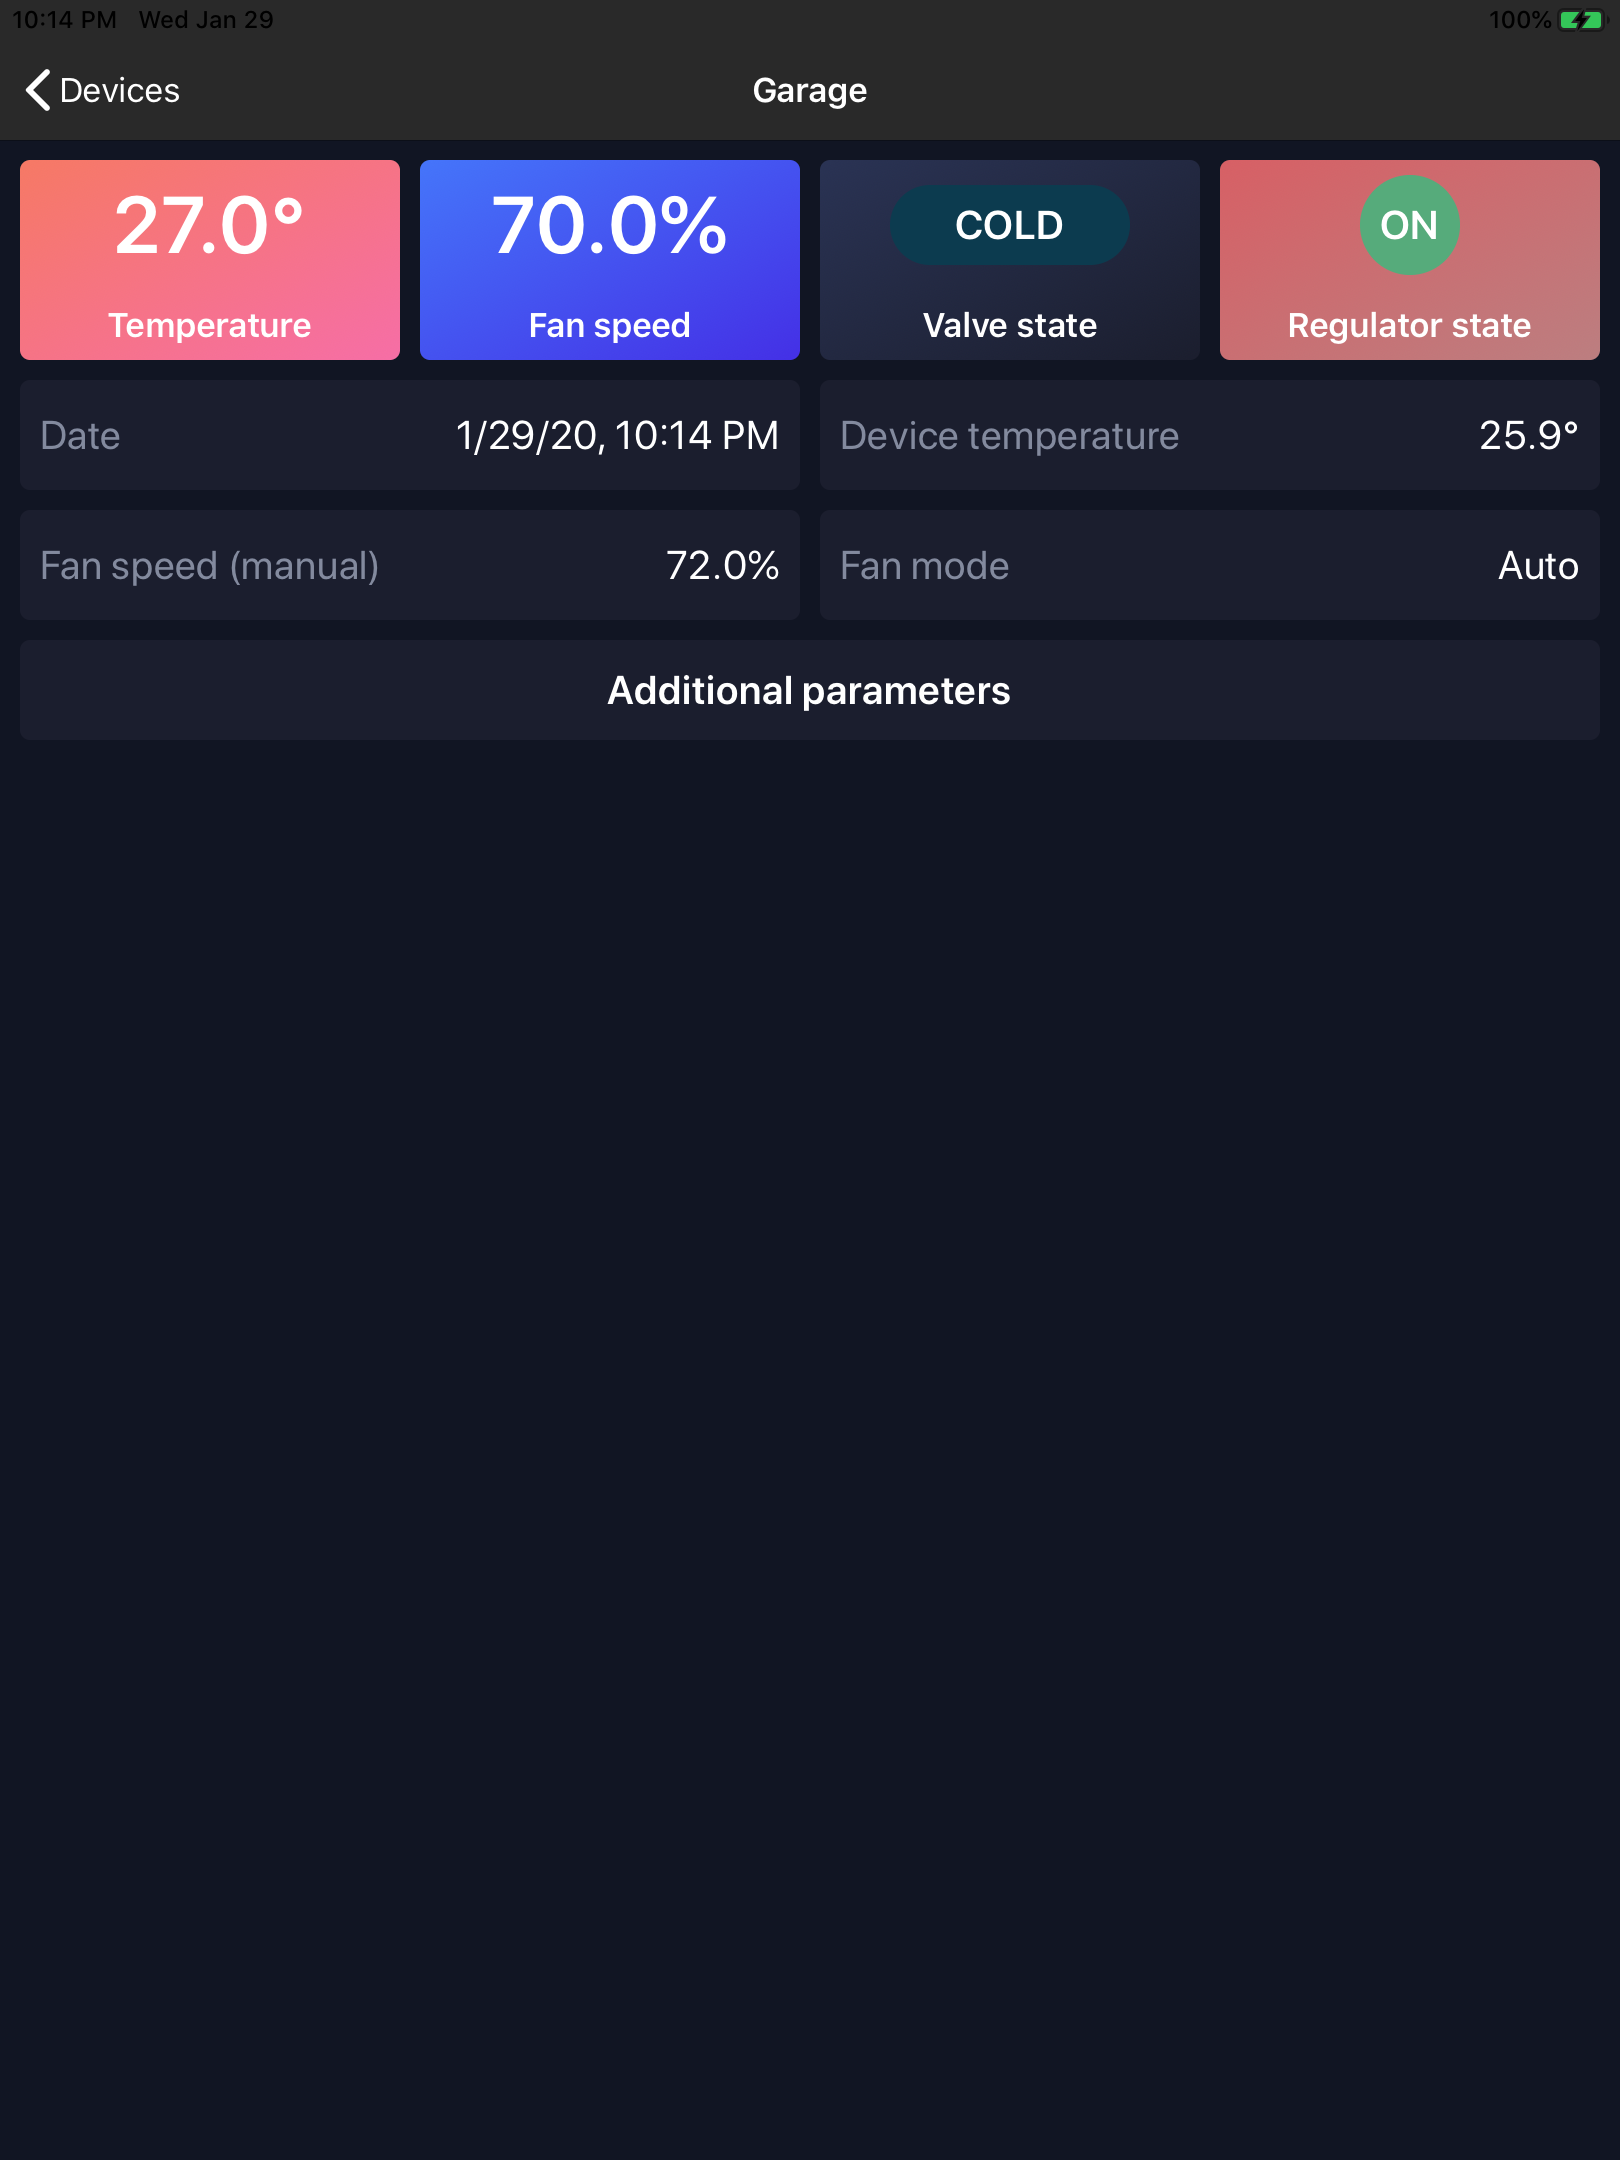 10:14 PM Wed Jan 29 100%
Devices Garage
27.0° 70.0% COLD ON
Temperature Fan speed Valve state Regulator state
Date 1/29/20, 10:14 PM Device temperature 25.9°
Fan speed (manual) 72.0% Fan mode Auto
Additional parameters